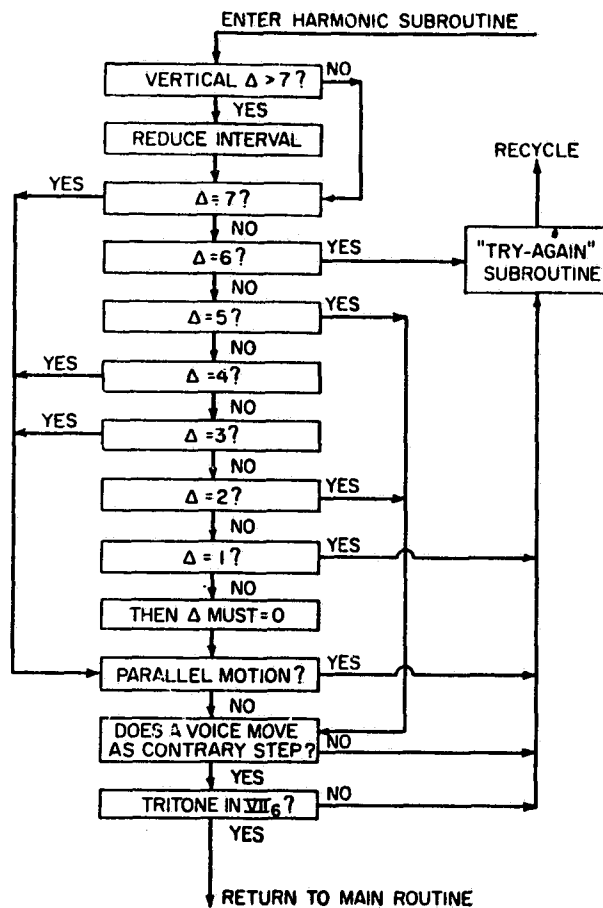 ENTER HARMONIC SUBROUTINE
VERTICAL Δ > 7?
NO
YES
REDUCE INTERVAL
RECYCLE
YES
Δ = 7?
NO
Δ = 6?
YES
"TRY-AGAIN"
SUBROUTINE
NO
Δ = 5?
YES
NO
YES
Δ = 4?
NO
YES
Δ = 3?
NO
Δ = 2?
YES
NO
Δ = 1?
YES
NO
THEN Δ MUST = 0
PARALLEL MOTION?
YES
NO
DOES A VOICE MOVE
AS CONTRARY STEP?
NO
YES
TRITONE IN VII6?
NO
YES
RETURN TO MAIN ROUTINE